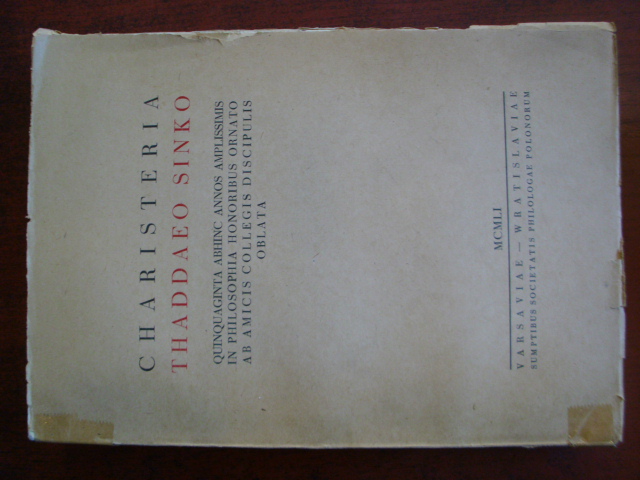 CHARISTERIA
THADDAEO SINKO
QUINQUAGINTA ABHINC ANNOS AMPLISSIMIS
IN PHILOSOPHIA HONORIBUS ORNATO
AB AMICIS COLLEGIS DISCIPULIS
OBLATA
MCMLI
VARSAVIAE — WRATISLAVIAE
SUMPTIBUS SOCIETATIS PHILOLOGAE POLONORUM